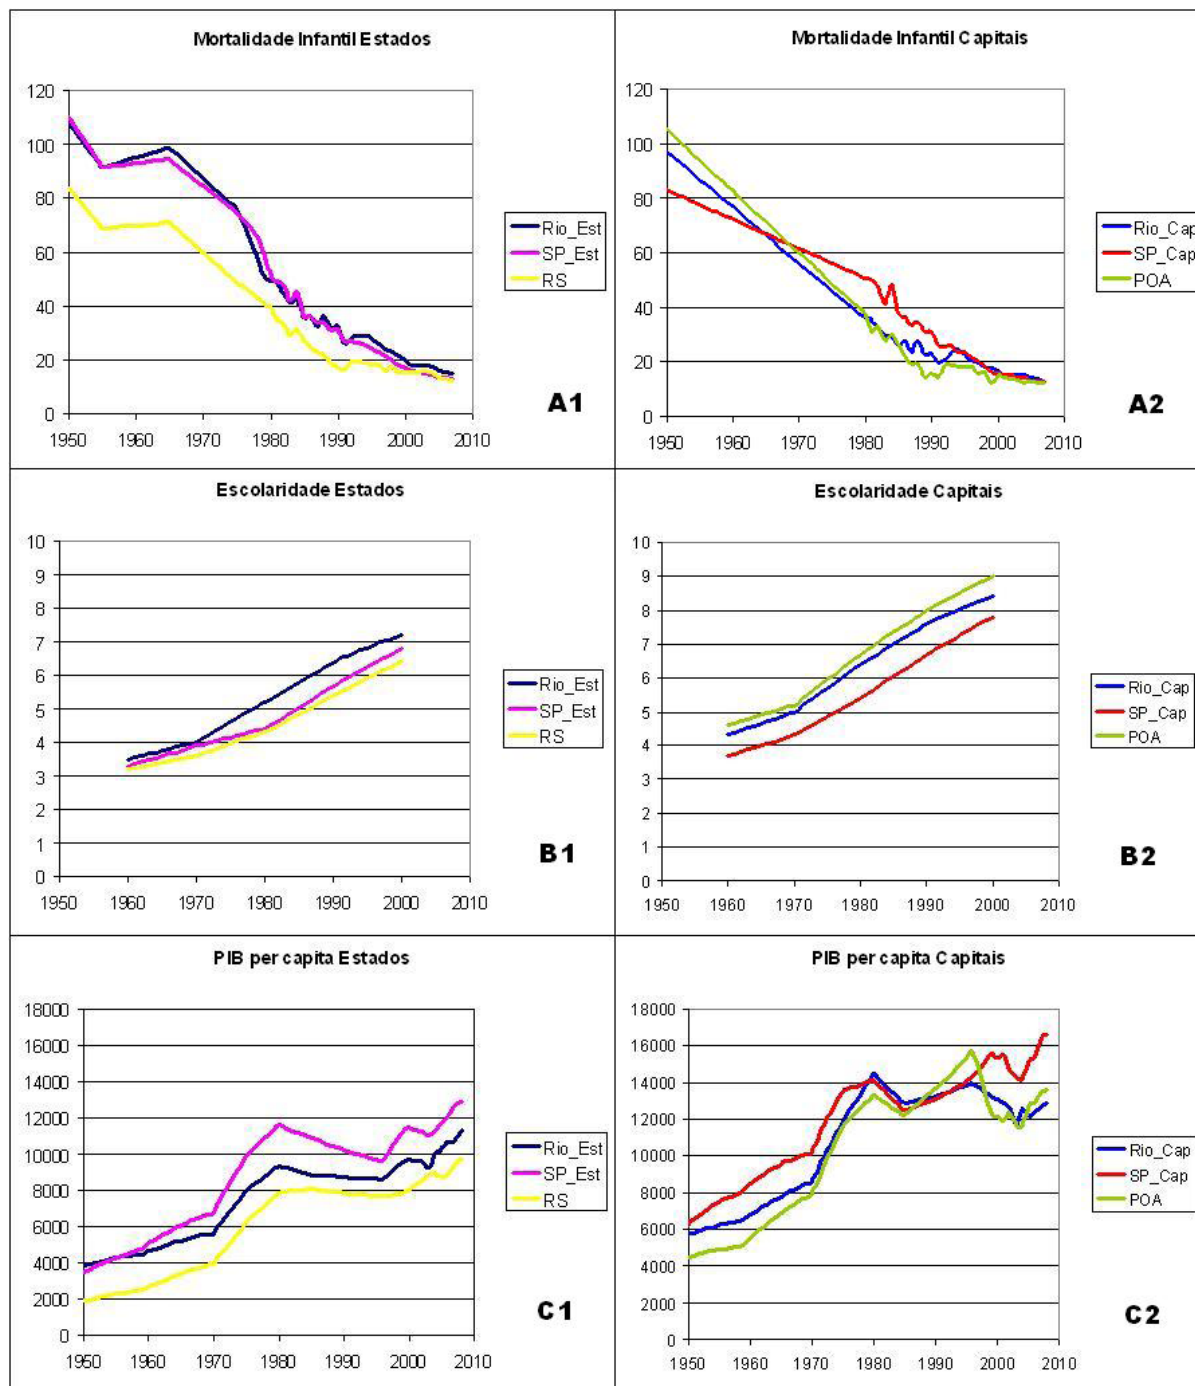 Mortalidade Infantil Estados
120
100
80
60
40
20
0
1950 1960 1970 1980 1990 2000 2010
Rio_Est
SP_Est
RS
A1
Mortalidade Infantil Capitais
120
100
80
60
40
20
0
1950 1960 1970 1980 1990 2000 2010
Rio_Cap
SP_Cap
POA
A2
Escolaridade Estados
10
9
8
7
6
5
4
3
2
1
0
1950 1960 1970 1980 1990 2000 2010
Rio_Est
SP_Est
RS
B1
Escolaridade Capitais
10
9
8
7
6
5
4
3
2
1
0
1950 1960 1970 1980 1990 2000 2010
Rio_Cap
SP_Cap
POA
B2
PIB per capita Estados
18000
16000
14000
12000
10000
8000
6000
4000
2000
0
1950 1960 1970 1980 1990 2000 2010
Rio_Est
SP_Est
RS
C1
PIB per capita Capitais
18000
16000
14000
12000
10000
8000
6000
4000
2000
0
1950 1960 1970 1980 1990 2000 2010
Rio_Cap
SP_Cap
POA
C2